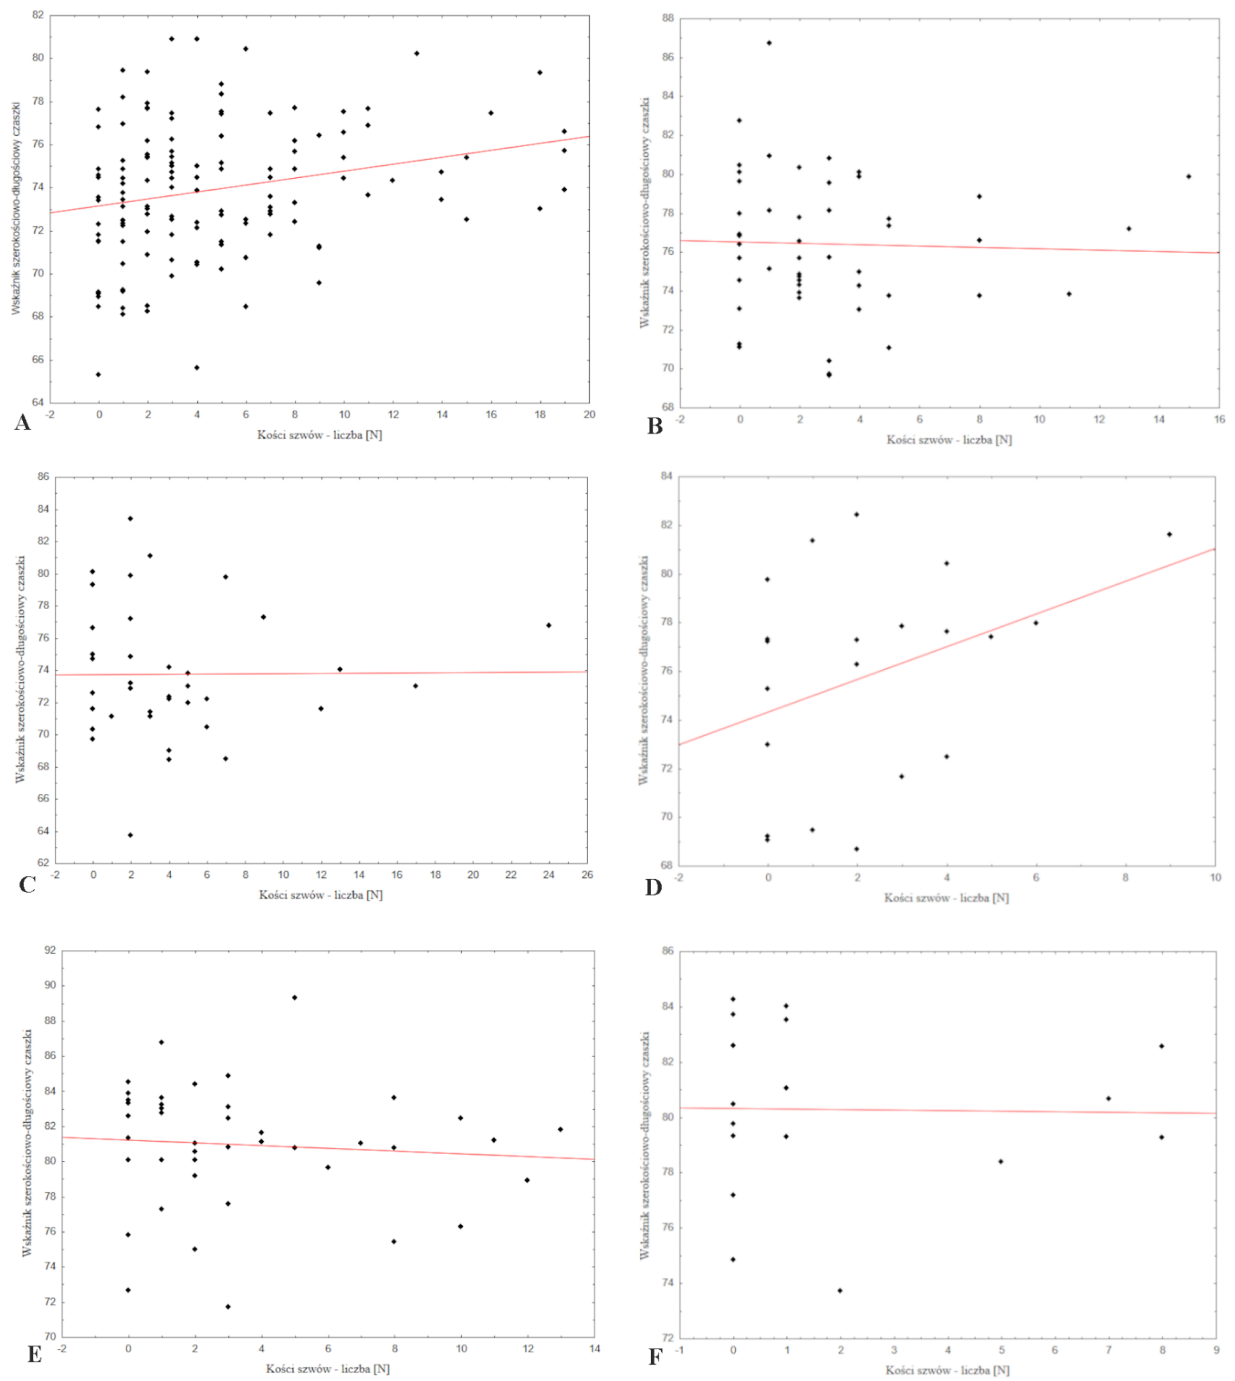 82
80
78
76
74
72
70
68
66
64
-2 0 2 4 6 8 10 12 14 16 18 20
Wskaźnik szerokościowo-długościowy czaszki
Kości szwów - liczba [N]
A
88
86
84
82
80
78
76
74
72
70
68
-2 0 2 4 6 8 10 12 14 16
Wskaźnik szerokościowo-długościowy czaszki
Kości szwów - liczba [N]
B
86
84
82
80
78
76
74
72
70
68
66
64
62
-2 0 2 4 6 8 10 12 14 16 18 20 22 24 26
Wskaźnik szerokościowo-długościowy czaszki
Kości szwów - liczba [N]
C
84
82
80
78
76
74
72
70
68
-2 0 2 4 6 8 10
Wskaźnik szerokościowo-długościowy czaszki
Kości szwów - liczba [N]
D
92
90
88
86
84
82
80
78
76
74
72
70
-2 0 2 4 6 8 10 12 14
Wskaźnik szerokościowo-długościowy czaszki
Kości szwów - liczba [N]
E
86
84
82
80
78
76
74
72
-1 0 1 2 3 4 5 6 7 8 9
Wskaźnik szerokościowo-długościowy czaszki
Kości szwów - liczba [N]
F